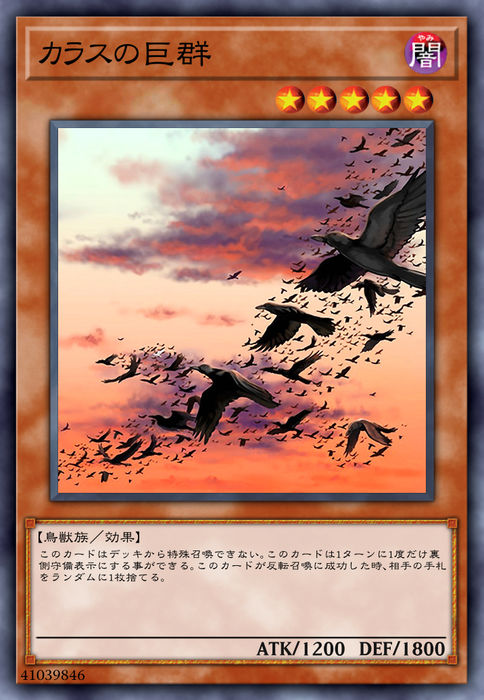 カラスの巨群
やみ
闇
【鳥獣族／効果】
このカードはデッキから特殊召喚できない。このカードは1ターンに1度だけ裏
側守備表示にする事ができる。このカードが反転召喚に成功した時、相手の手札
をランダムに1枚捨てる。
ATK/1200 DEF/1800
41039846